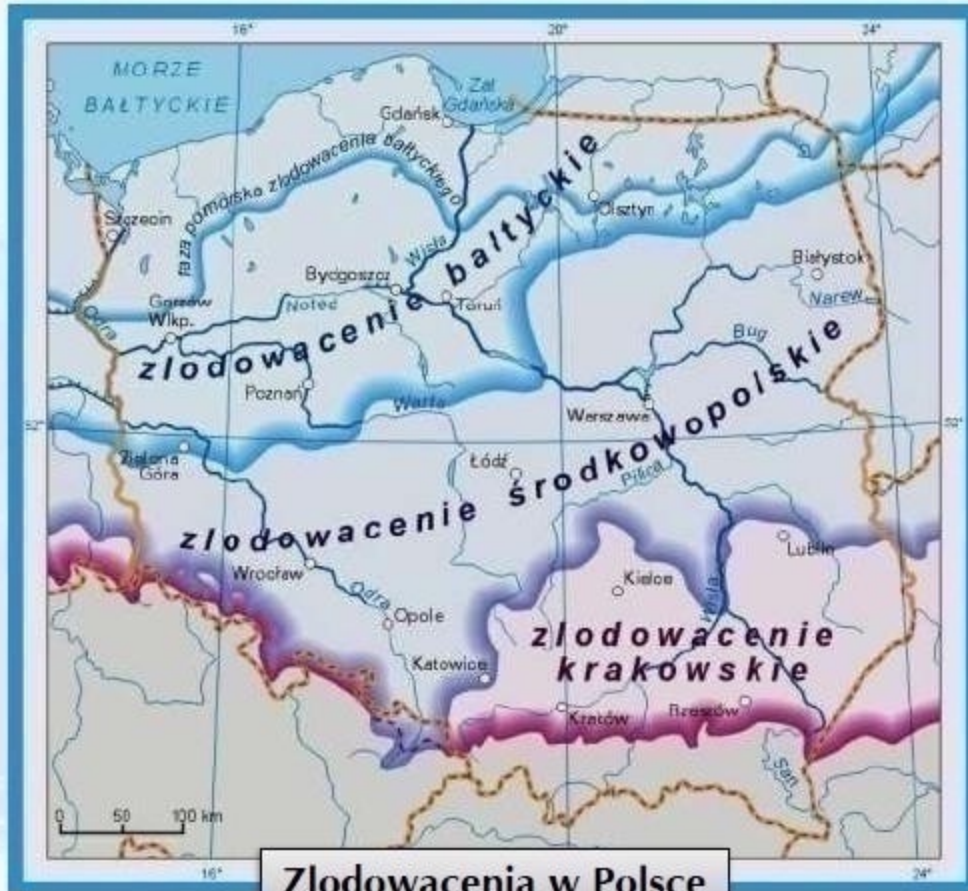 16° 20° 24°
MORZE
BAŁTYCKIE
Zal
Gdańska
Gdańsk
faza pomorska zlodowacenia bałtyckiego
Szczecin
Olsztyn
Wisła
zlodowacenie bałtyckie
Białystok
Bydgoszcz
Toruń
Narew
Gorzów
Wlkp.
Noteć
Odra
Bug
Poznań
Warta
Warszawa
52° 52°
Zielona
Góra
Łódź
Pilica
zlodowacenie środkowopolskie
Lublin
Wrocław
Kielce
Wisła
Odra
Opole
zlodowacenie
krakowskie
Katowice
Kraków
Rzeszów
San
0 50 100 km
16° 24°
Zlodowacenia w Polsce